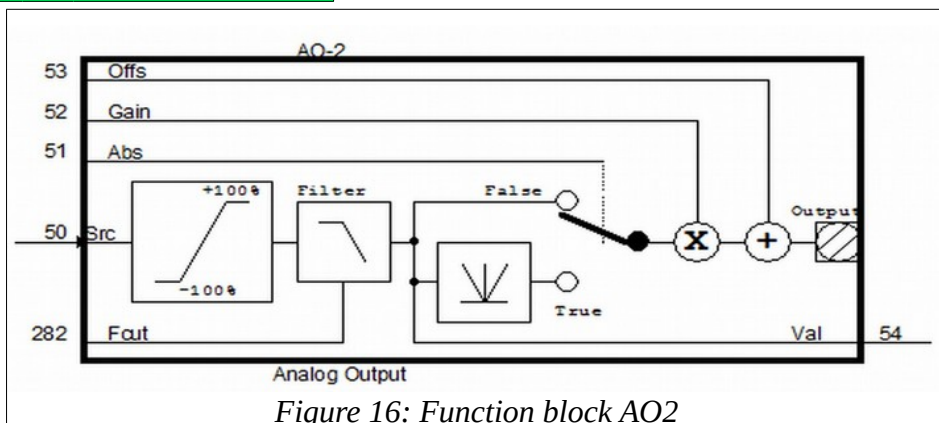 AO-2
53 Offs
52 Gain
51 Abs
+100% Filter False
Output
50 Src X +
-100%
True
282 Fcut Val 54
Analog Output
Figure 16: Function block AO2